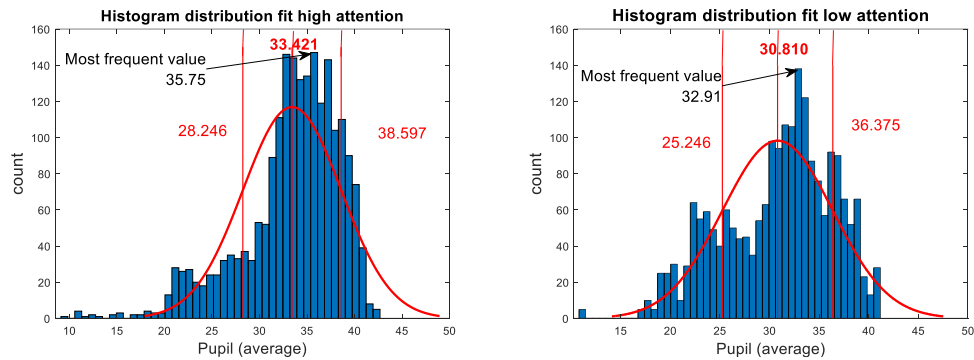 Histogram distribution fit high attention
160
140
120
100
80
60
40
20
0
count
33.421
Most frequent value
35.75
28.246
38.597
10 15 20 25 30 35 40 45 50
Pupil (average)
Histogram distribution fit low attention
160
140
120
100
80
60
40
20
0
count
30.810
Most frequent value
32.91
25.246
36.375
15 20 25 30 35 40 45 50
Pupil (average)